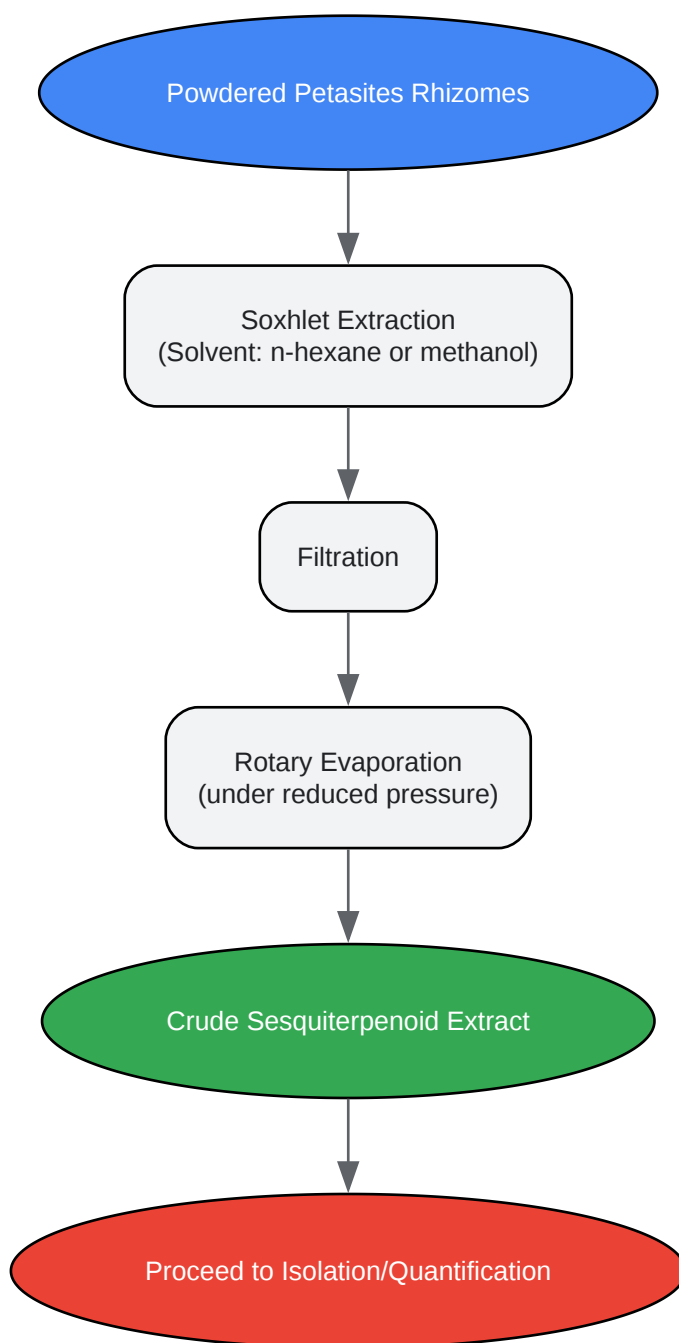 Powdered Petasites Rhizomes
Soxhlet Extraction
(Solvent: n-hexane or methanol)
Filtration
Rotary Evaporation
(under reduced pressure)
Crude Sesquiterpenoid Extract
Proceed to Isolation/Quantification